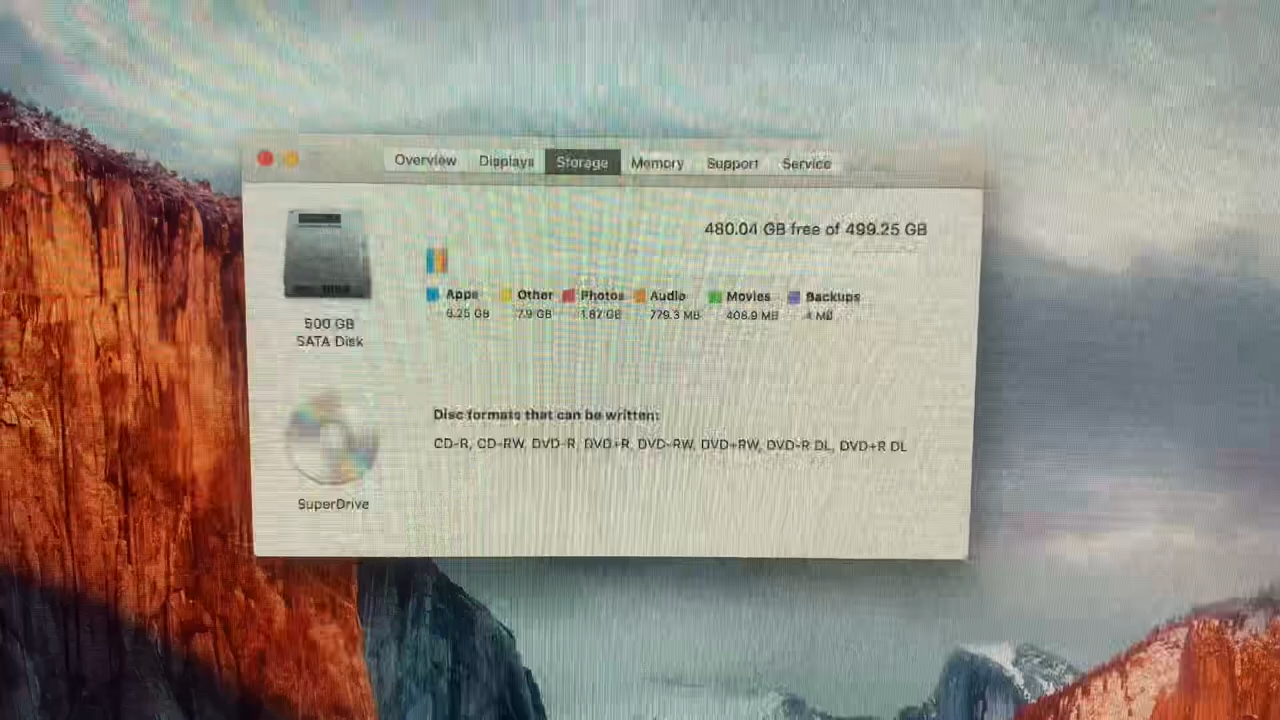 Overview Displays Storage Memory Support Service
480.04 GB free of 499.25 GB
Apps Other Photos Audio Movies Backups
6.25 GB 7.9 GB 1.87 GB 779.3 MB 408.9 MB
500 GB
SATA Disk
Disc formats that can be written:
CD-R, CD-RW, DVD-R, DVD+R, DVD-RW, DVD+RW, DVD-R DL, DVD+R DL
SuperDrive